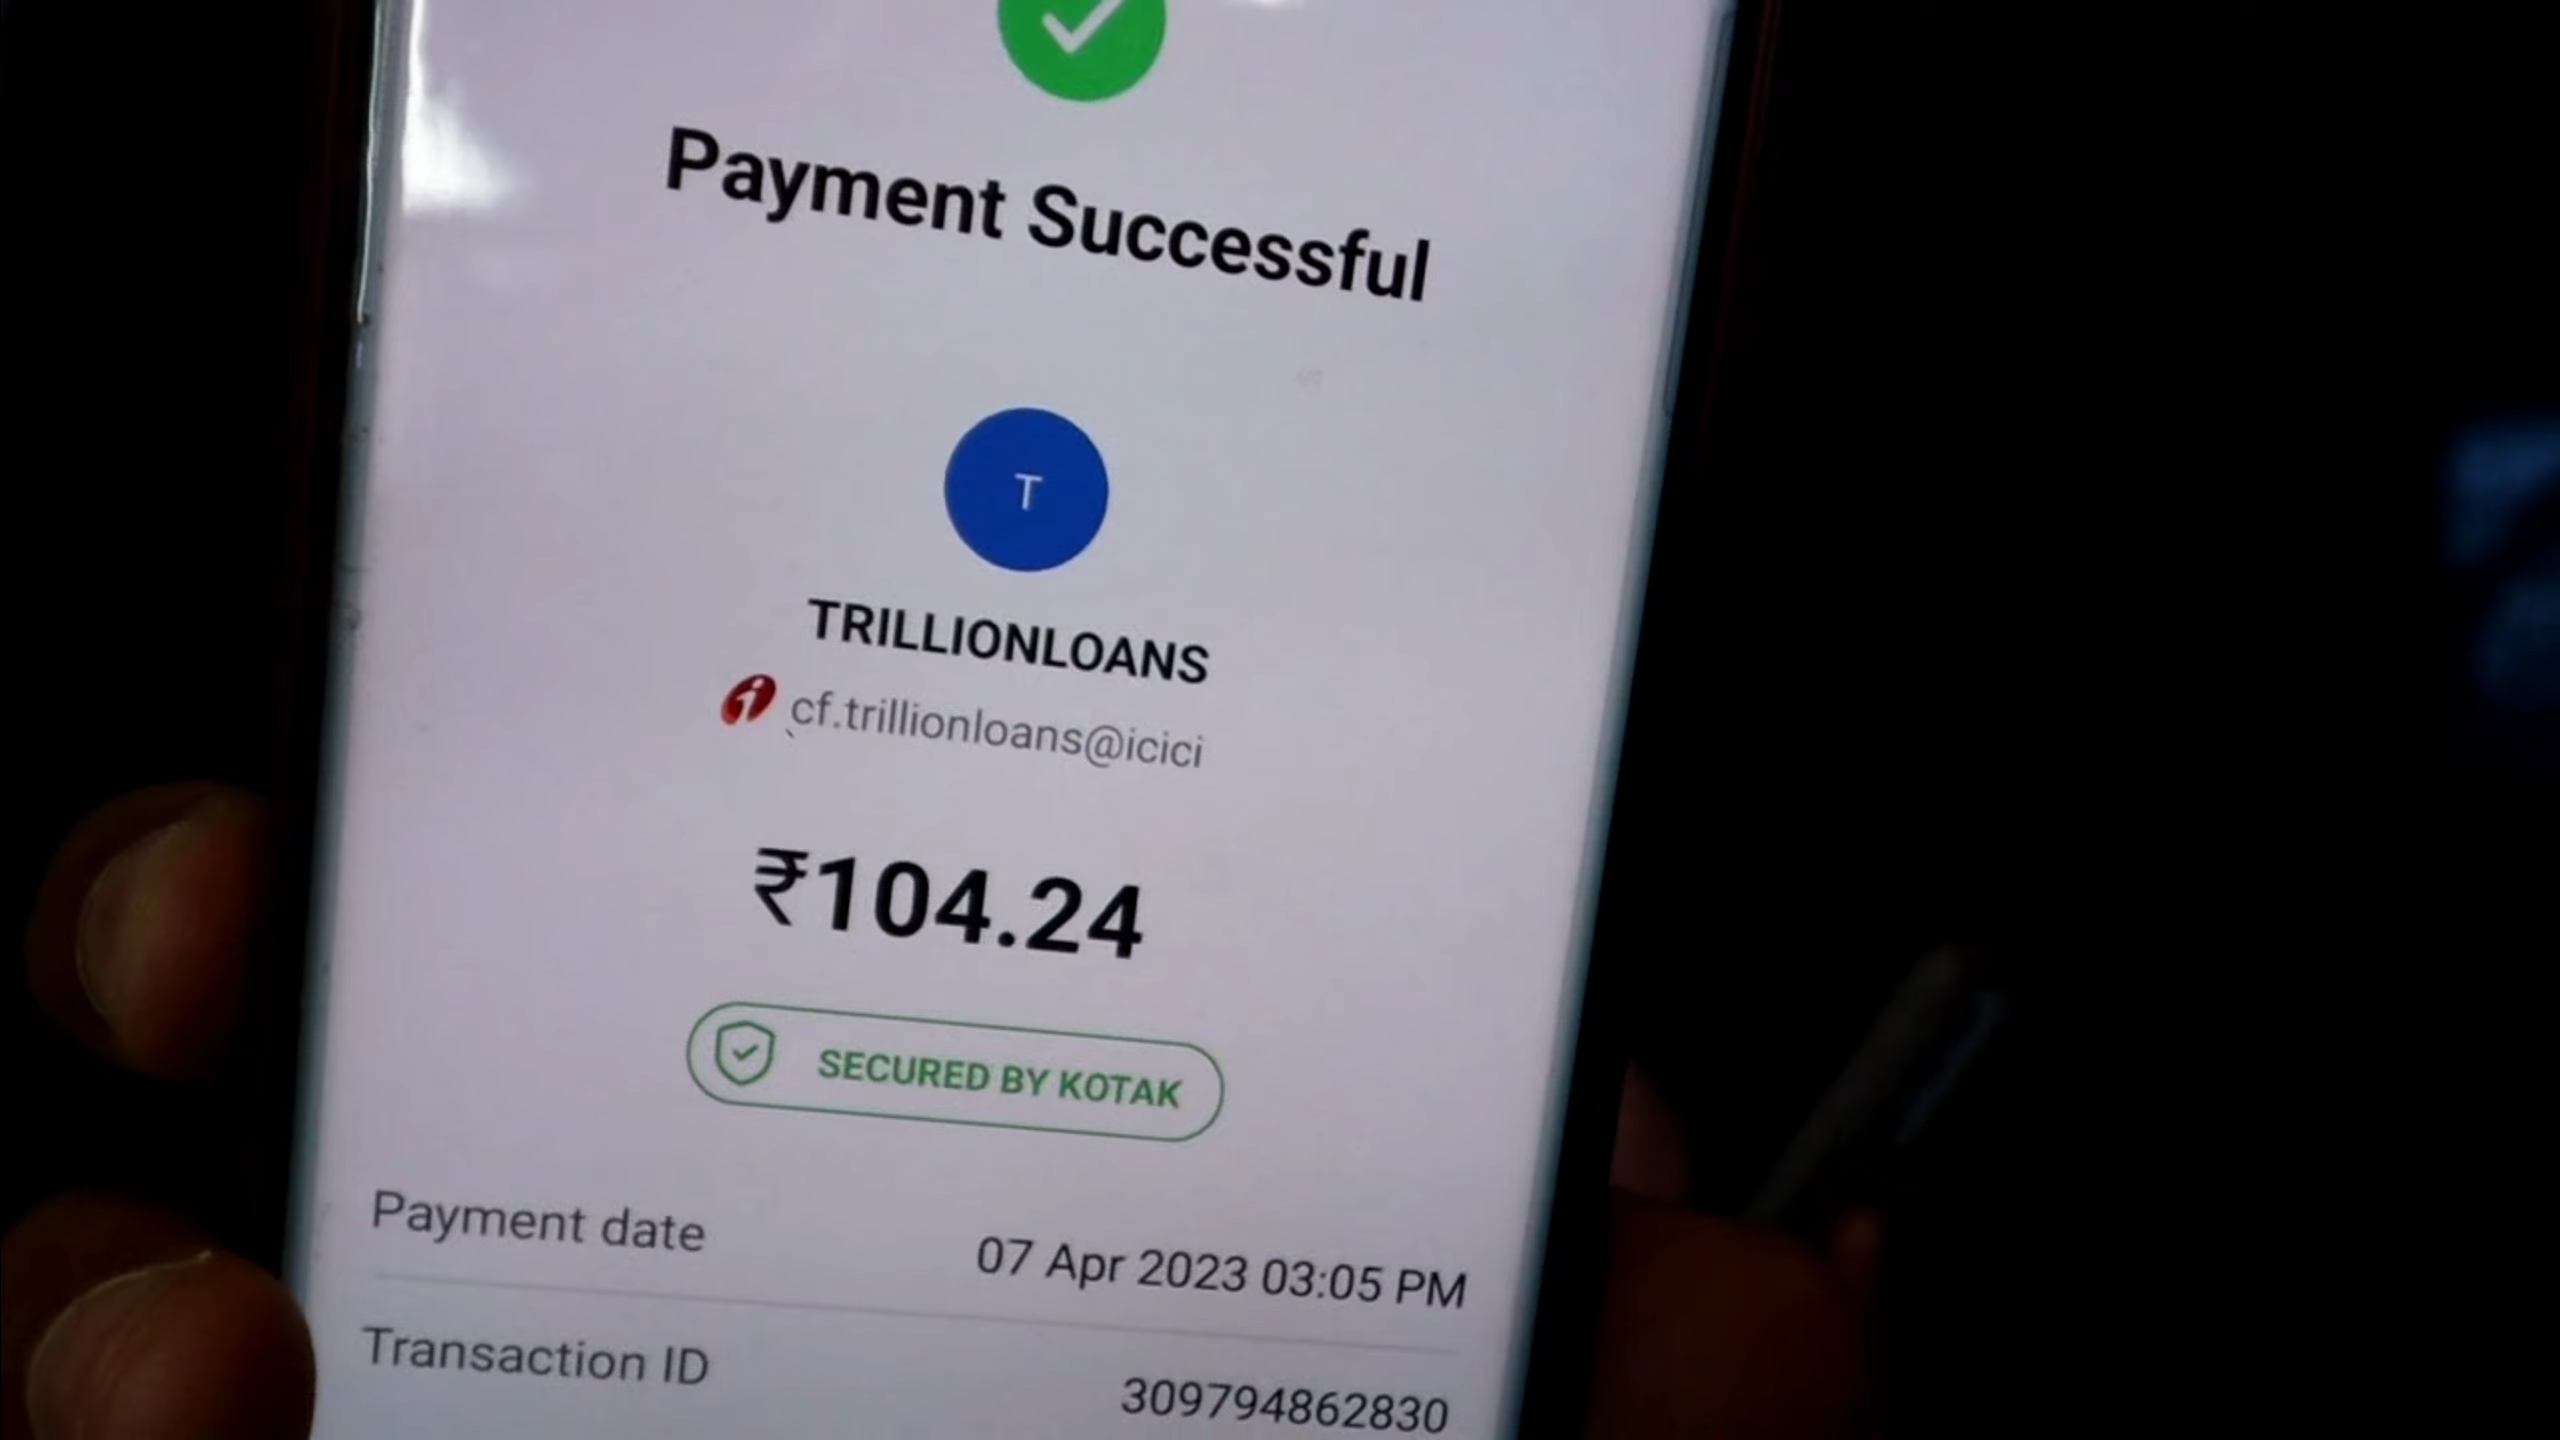 Payment Successful
T
TRILLIONLOANS
cf.trillionloans@icici
₹104.24
SECURED BY KOTAK
Payment date
07 Apr 2023 03:05 PM
Transaction ID
309794862830